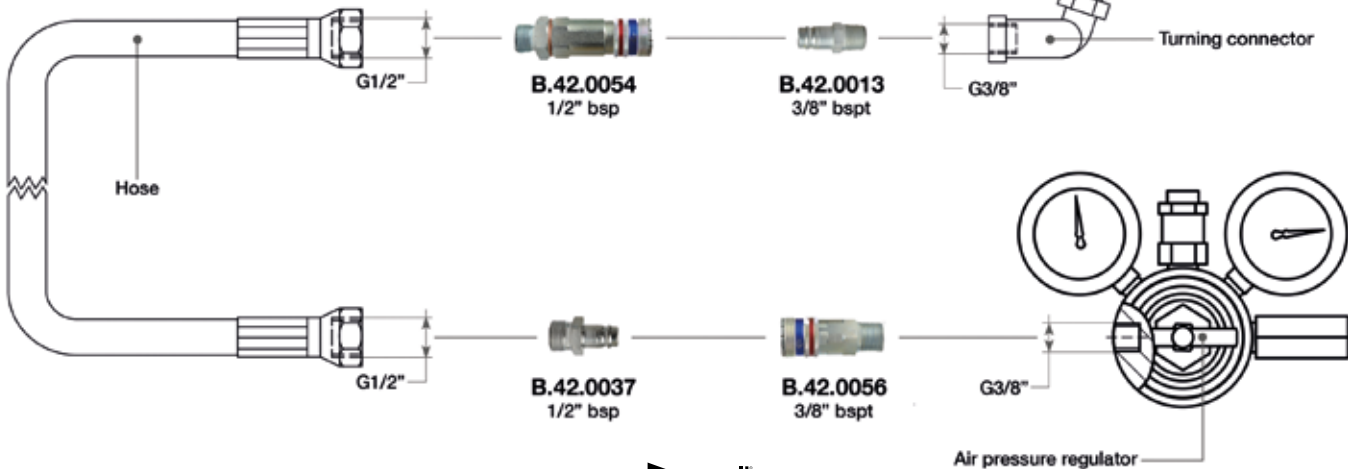 Turning connector
G1/2"
B.42.0054
1/2" bsp
B.42.0013
3/8" bspt
G3/8"
Hose
G1/2"
B.42.0037
1/2" bsp
B.42.0056
3/8" bspt
G3/8"
Air pressure regulator